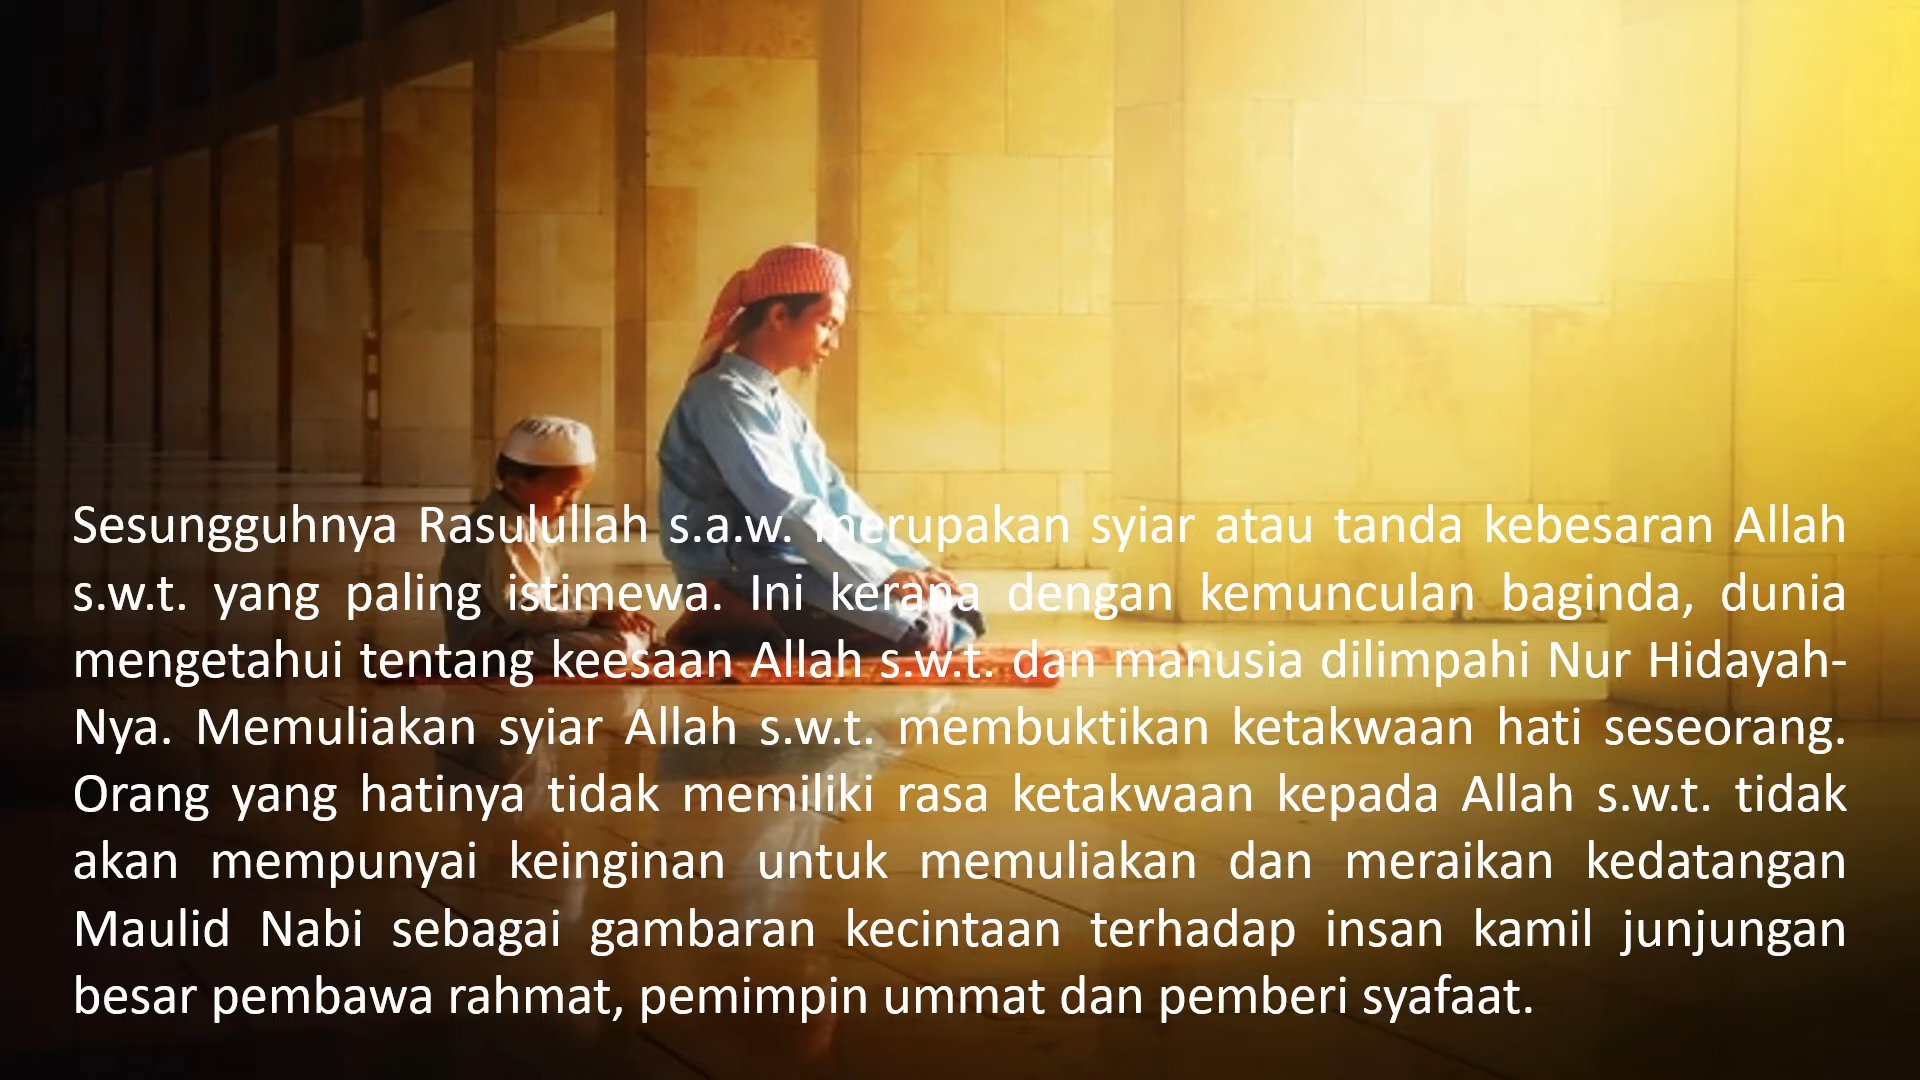 Sesungguhnya Rasulullah s.a.w. merupakan syiar atau tanda kebesaran Allah
s.w.t. yang paling istimewa. Ini kerana dengan kemunculan baginda, dunia
mengetahui tentang keesaan Allah s.w.t. dan manusia dilimpahi Nur Hidayah-
Nya. Memuliakan syiar Allah s.w.t. membuktikan ketakwaan hati seseorang.
Orang yang hatinya tidak memiliki rasa ketakwaan kepada Allah s.w.t. tidak
akan mempunyai keinginan untuk memuliakan dan meraikan kedatangan
Maulid Nabi sebagai gambaran kecintaan terhadap insan kamil junjungan
besar pembawa rahmat, pemimpin ummat dan pemberi syafaat.